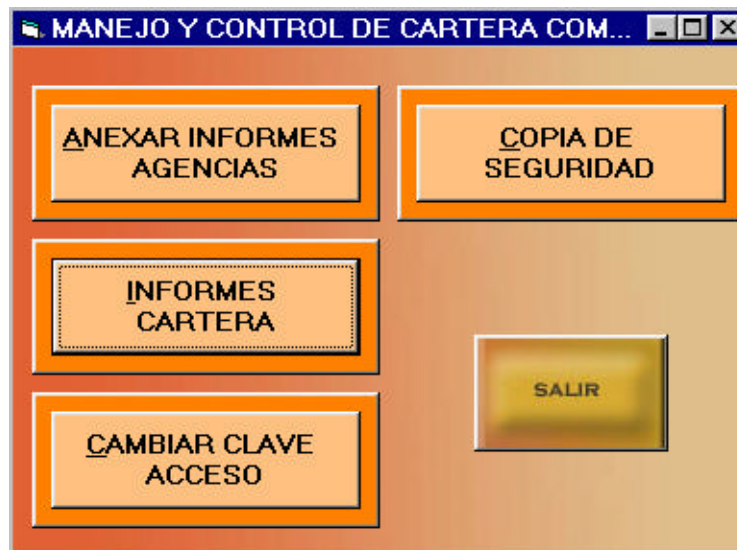 MANEJO Y CONTROL DE CARTERA COM...
ANEXAR INFORMES
AGENCIAS
COPIA DE
SEGURIDAD
INFORMES
CARTERA
SALIR
CAMBIAR CLAVE
ACCESO